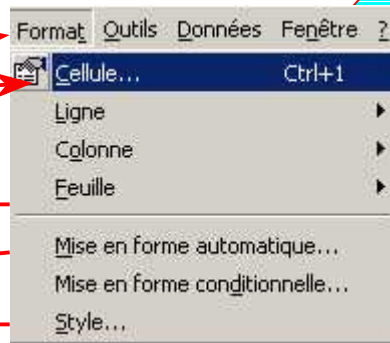 Format Outils Données Fenêtre ?
Cellule... Ctrl+1
Ligne
Colonne
Feuille
Mise en forme automatique...
Mise en forme conditionnelle...
Style...